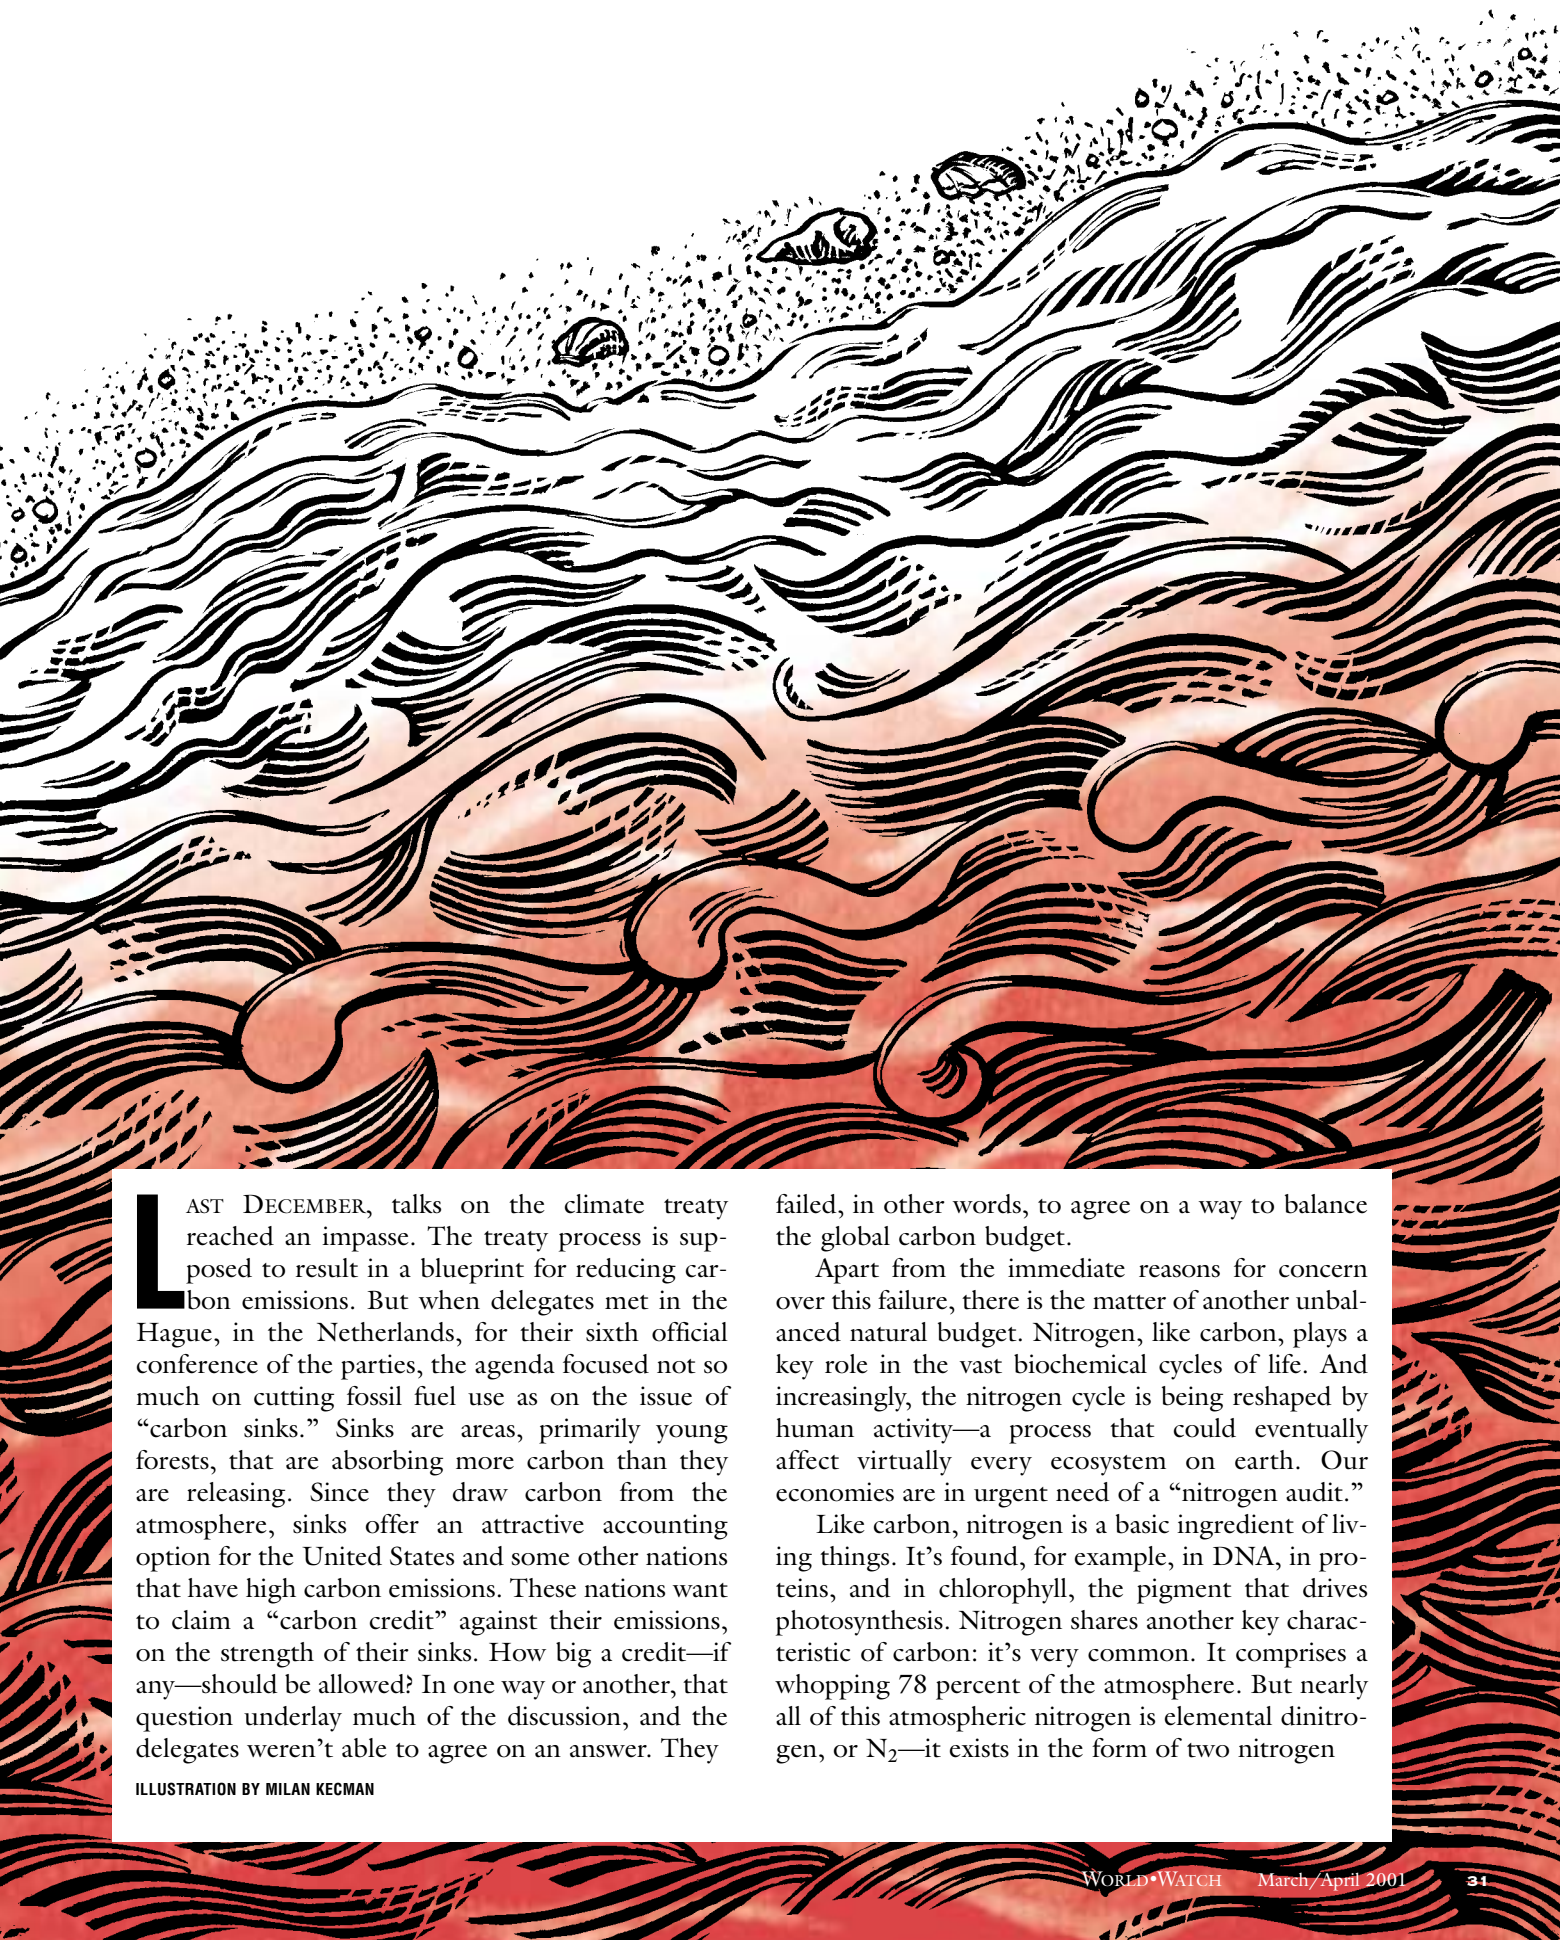 LAST DECEMBER, talks on the climate treaty
reached an impasse. The treaty process is sup-
posed to result in a blueprint for reducing car-
bon emissions. But when delegates met in the
Hague, in the Netherlands, for their sixth official
conference of the parties, the agenda focused not so
much on cutting fossil fuel use as on the issue of
“carbon sinks.” Sinks are areas, primarily young
forests, that are absorbing more carbon than they
are releasing. Since they draw carbon from the
atmosphere, sinks offer an attractive accounting
option for the United States and some other nations
that have high carbon emissions. These nations want
to claim a “carbon credit” against their emissions,
on the strength of their sinks. How big a credit—if
any—should be allowed? In one way or another, that
question underlay much of the discussion, and the
delegates weren't able to agree on an answer. They
failed, in other words, to agree on a way to balance
the global carbon budget.
Apart from the immediate reasons for concern
over this failure, there is the matter of another unbal-
anced natural budget. Nitrogen, like carbon, plays a
key role in the vast biochemical cycles of life. And
increasingly, the nitrogen cycle is being reshaped by
human activity—a process that could eventually
affect virtually every ecosystem on earth. Our
economies are in urgent need of a “nitrogen audit.”
Like carbon, nitrogen is a basic ingredient of liv-
ing things. It's found, for example, in DNA, in pro-
teins, and in chlorophyll, the pigment that drives
photosynthesis. Nitrogen shares another key charac-
teristic of carbon: it's very common. It comprises a
whopping 78 percent of the atmosphere. But nearly
all of this atmospheric nitrogen is elemental dinitro-
gen, or N₂—it exists in the form of two nitrogen
ILLUSTRATION BY MILAN KECMAN
WORLD•WATCH March/April 2001 31